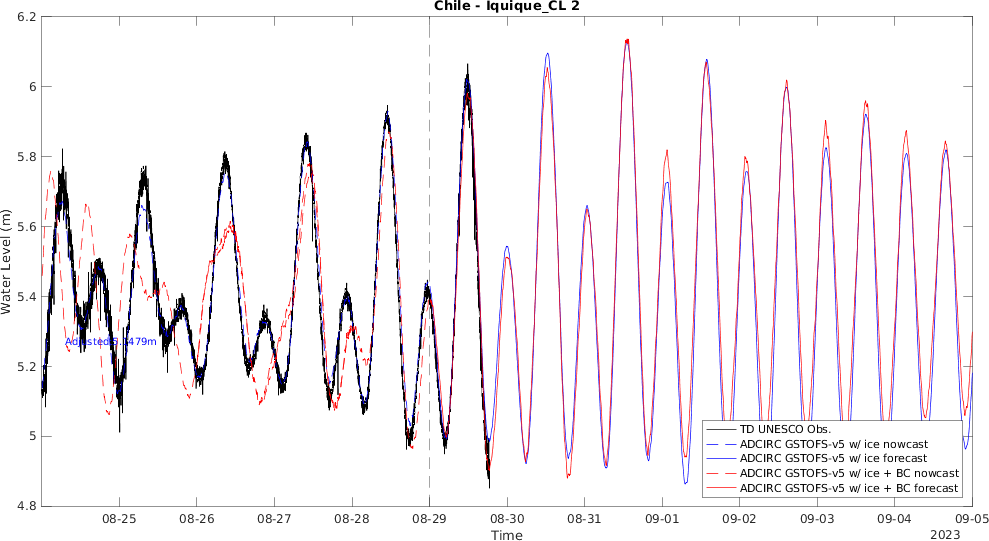 Chile - Iquique_CL 2
6.2
6
5.8
5.6
5.4
5.2
5
4.8
Water Level (m)
TD UNESCO Obs.
ADCIRC GSTOFS-v5 w/ ice nowcast
ADCIRC GSTOFS-v5 w/ ice forecast
ADCIRC GSTOFS-v5 w/ ice + BC nowcast
ADCIRC GSTOFS-v5 w/ ice + BC forecast
08-25 08-26 08-27 08-28 08-29 08-30 08-31 09-01 09-02 09-03 09-04 09-05
Time
2023